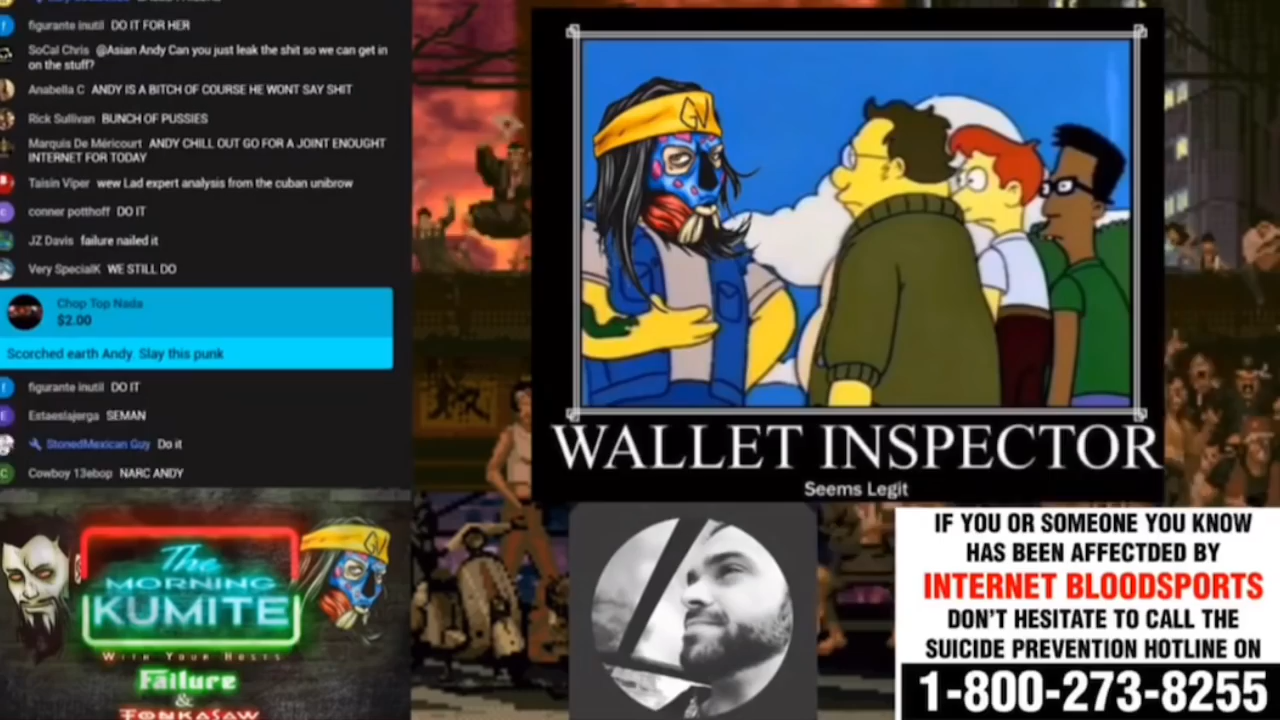 figurante inutil DO IT FOR HER
SoCal Chris @Asian Andy Can you just leak the shit so we can get in
on the stuff?
Anabella C ANDY IS A BITCH OF COURSE HE WONT SAY SHIT
Rick Sullivan BUNCH OF PUSSIES
Marquis De Méricourt ANDY CHILL OUT GO FOR A JOINT ENOUGHT
INTERNET FOR TODAY
Taisin Viper wew Lad expert analysis from the cuban unibrow
conner potthoff DO IT
JZ Davis failure nailed it
Very SpecialK WE STILL DO
Chop Top Nada
$2.00
Scorched earth Andy. Slay this punk
figurante inutil DO IT
Estaeslajerga SEMAN
StonedMexican Guy Do it
Cowboy 13ebop NARC ANDY
The
MORNING
KUMITE
WITH YOUR HOSTS
Failure
&
TONKASAW
GV
WALLET INSPECTOR
Seems Legit
IF YOU OR SOMEONE YOU KNOW
HAS BEEN AFFECTDED BY
INTERNET BLOODSPORTS
DON'T HESITATE TO CALL THE
SUICIDE PREVENTION HOTLINE ON
1-800-273-8255